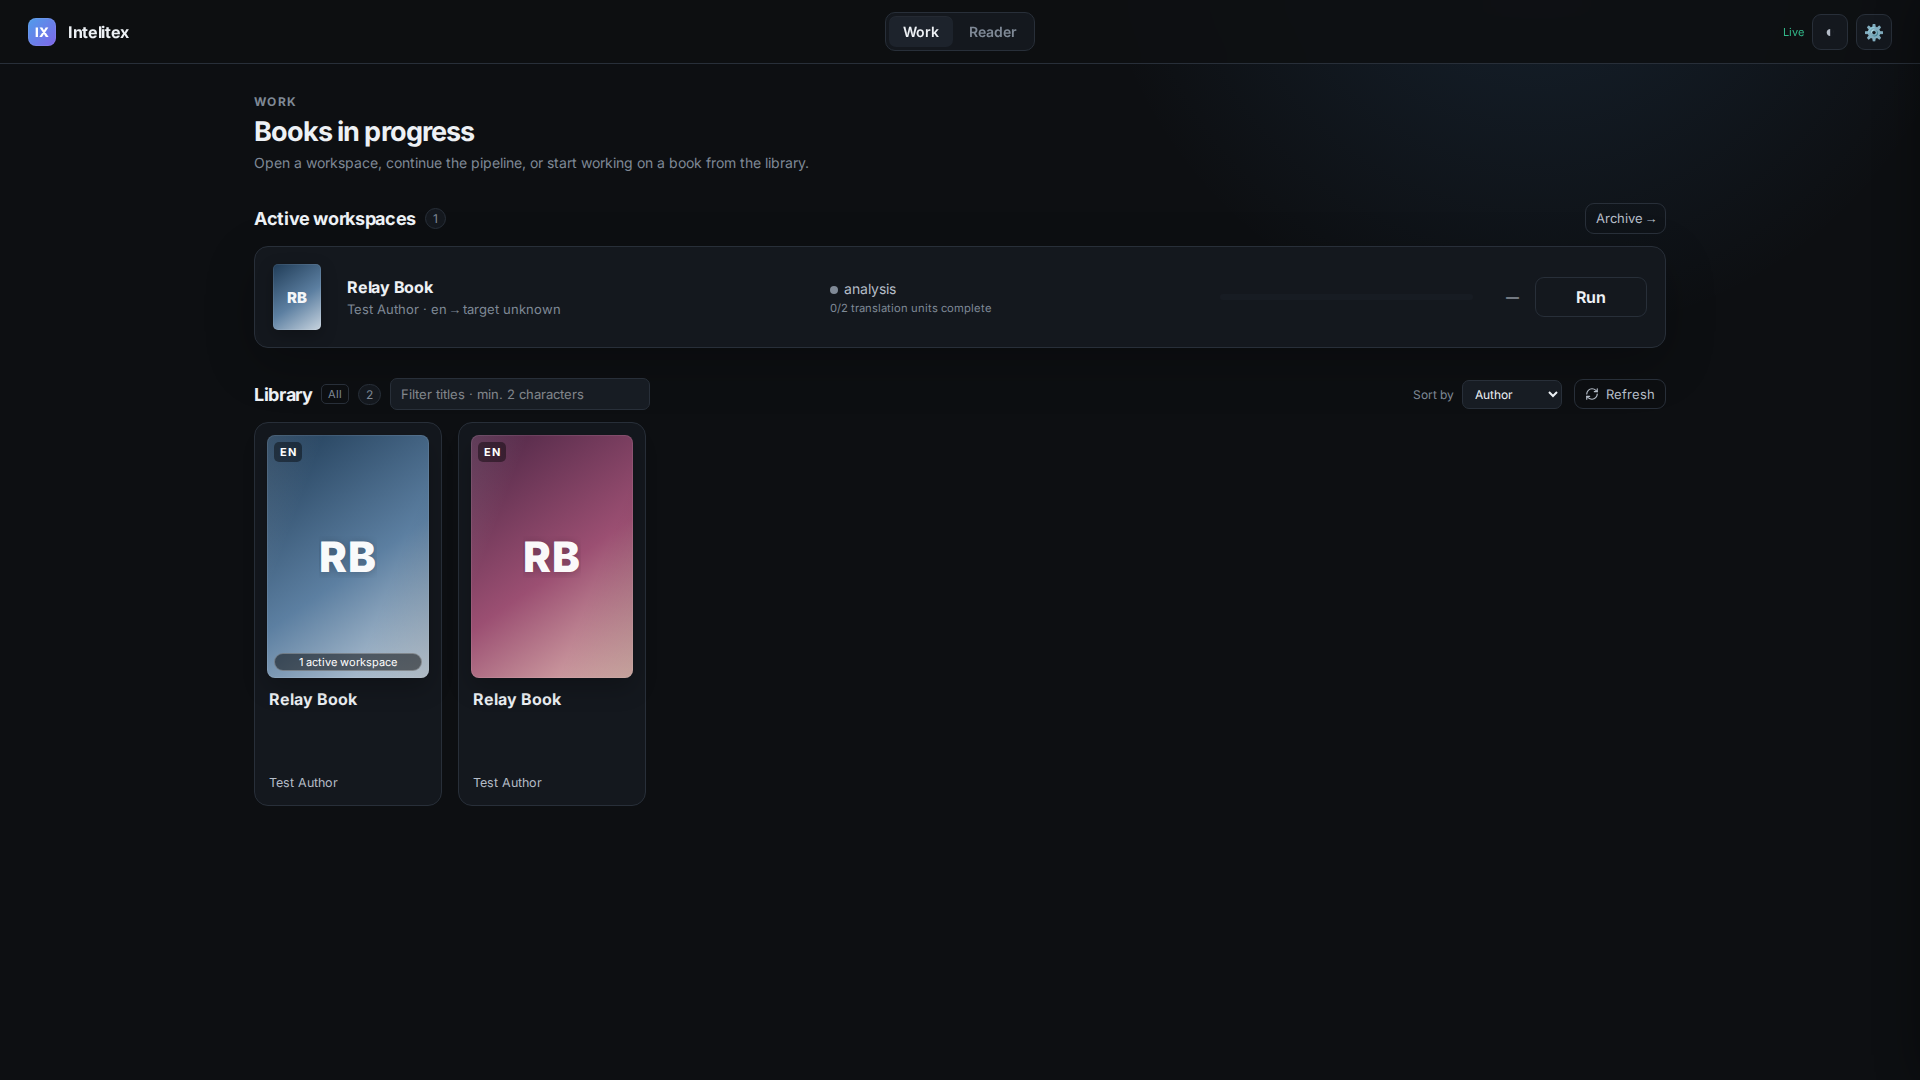 IX Intelitex
Work Reader
Live
WORK
Books in progress
Open a workspace, continue the pipeline, or start working on a book from the library.
Active workspaces 1
Archive →
RB
Relay Book
Test Author · en → target unknown
analysis
0/2 translation units complete
—
Run
Library All 2 Filter titles · min. 2 characters
Sort by Author Refresh
EN
RB
1 active workspace
Relay Book
Test Author
EN
RB
Relay Book
Test Author